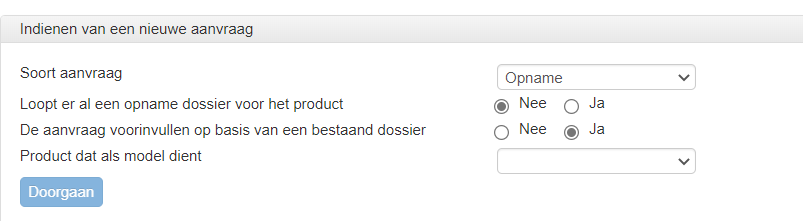 Indienen van een nieuwe aanvraag
Soort aanvraag Opname
Loopt er al een opname dossier voor het product Nee Ja
De aanvraag voorinvullen op basis van een bestaand dossier Nee Ja
Product dat als model dient
Doorgaan